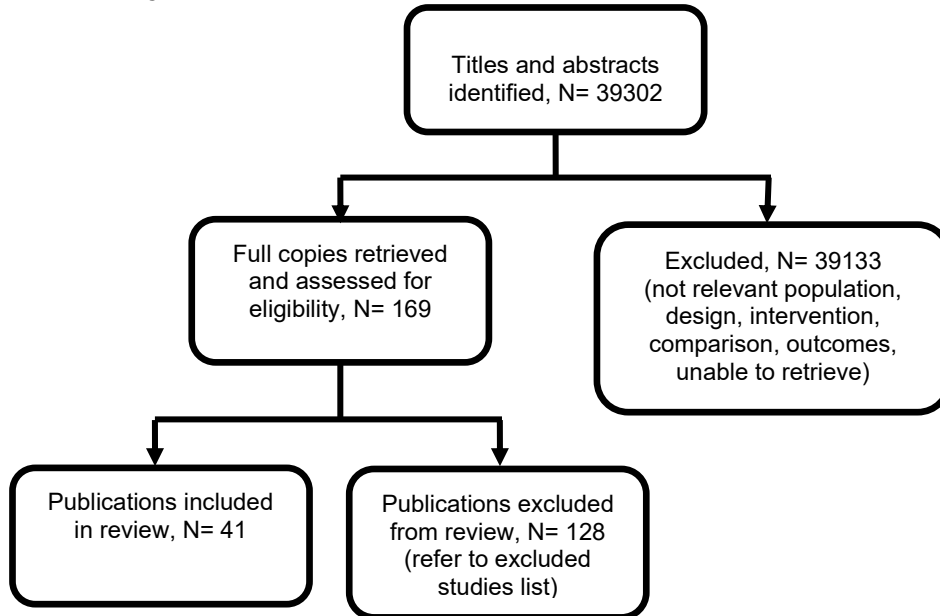 Titles and abstracts
identified, N= 39302
Full copies retrieved
and assessed for
eligibility, N= 169
Excluded, N= 39133
(not relevant population,
design, intervention,
comparison, outcomes,
unable to retrieve)
Publications included
in review, N= 41
Publications excluded
from review, N= 128
(refer to excluded
studies list)